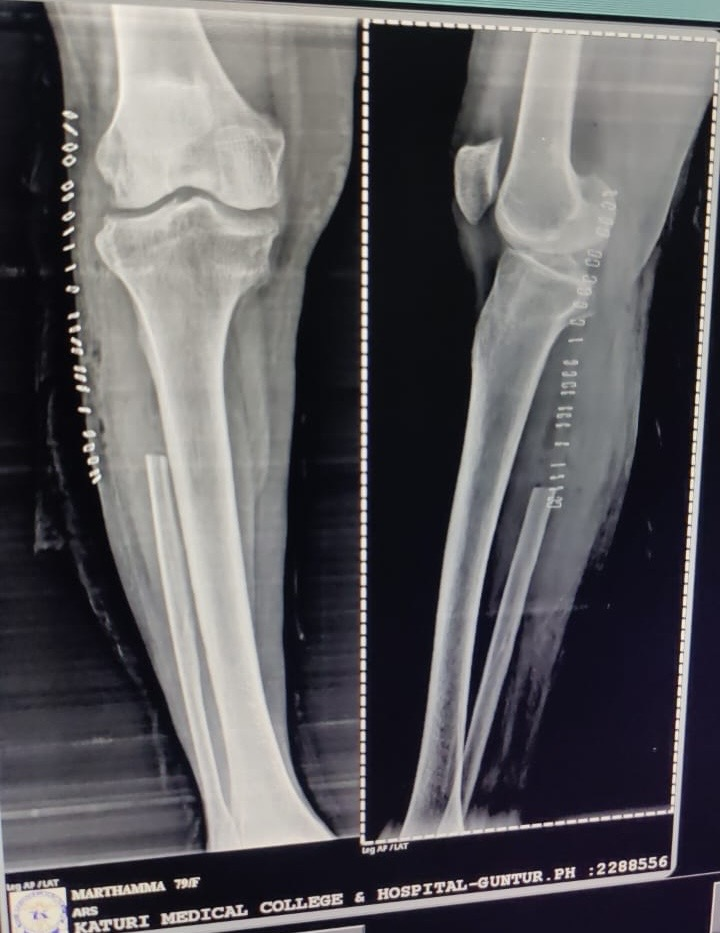 Leg AP /LAT
Leg AP /LAT
MARTHAMMA 79/F
ARS
KATURI MEDICAL COLLEGE & HOSPITAL-GUNTUR.PH :2288556